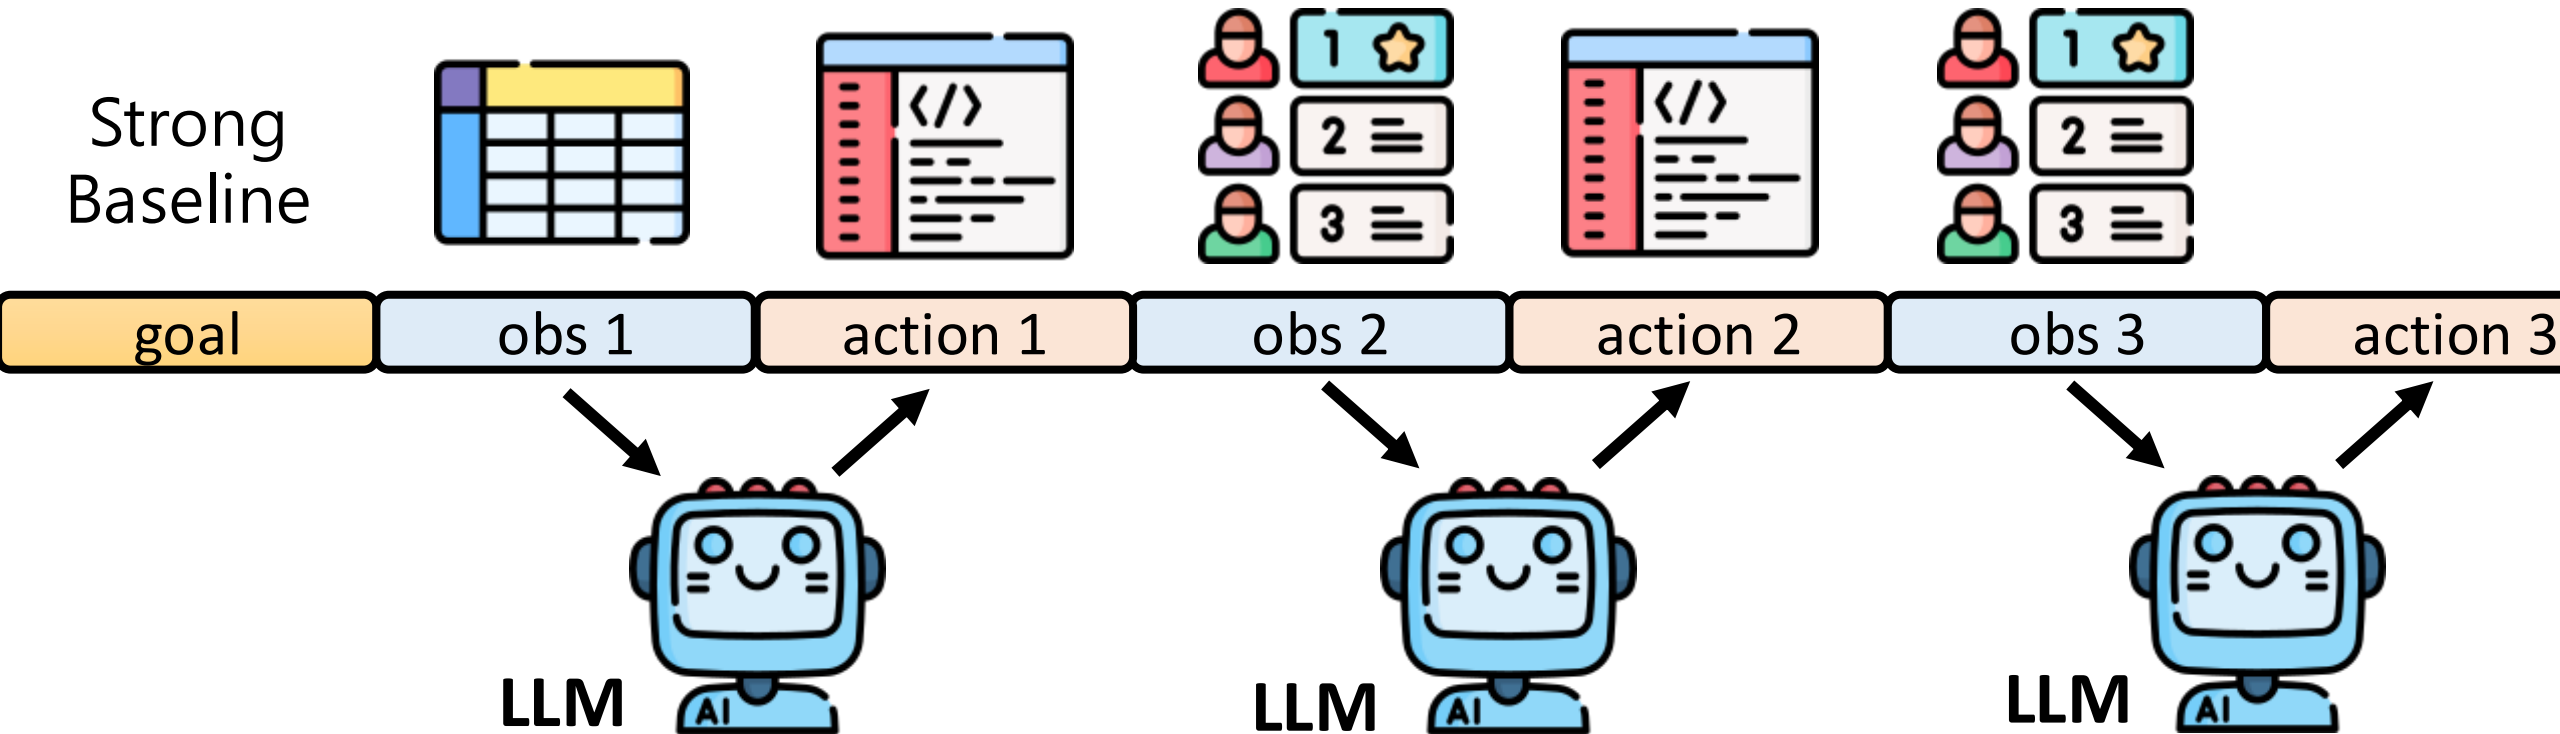 Strong
Baseline
</>
1
2
3
</>
1
2
3
goal
obs 1
action 1
obs 2
action 2
obs 3
action 3
LLM
AI
LLM
AI
LLM
AI